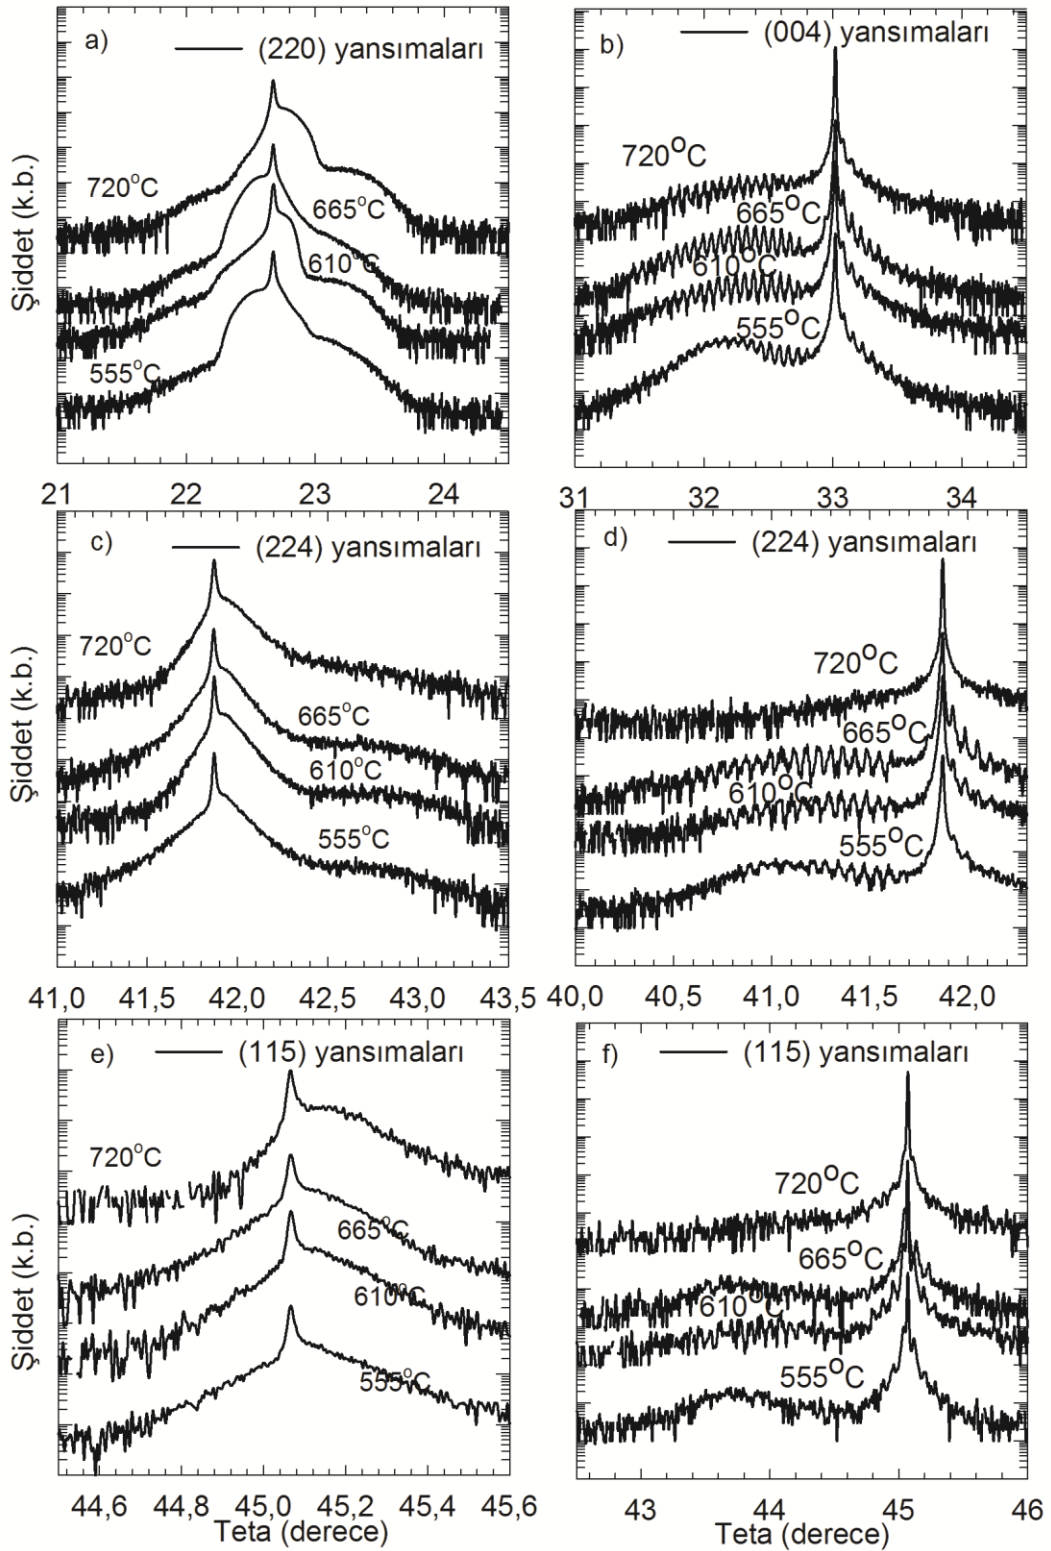 a)
(220) yansımaları
720°C
665°C
610°C
555°C
Şiddet (k.b.)
21 22 23 24
b)
(004) yansımaları
720°C
665°C
610°C
555°C
31 32 33 34
c)
(224) yansımaları
720°C
665°C
610°C
555°C
Şiddet (k.b.)
41,0 41,5 42,0 42,5 43,0 43,5
d)
(224) yansımaları
720°C
665°C
610°C
555°C
40,0 40,5 41,0 41,5 42,0
e)
(115) yansımaları
720°C
665°C
610°C
555°C
Şiddet (k.b.)
44,6 44,8 45,0 45,2 45,4 45,6
Teta (derece)
f)
(115) yansımaları
720°C
665°C
610°C
555°C
43 44 45 46
Teta (derece)